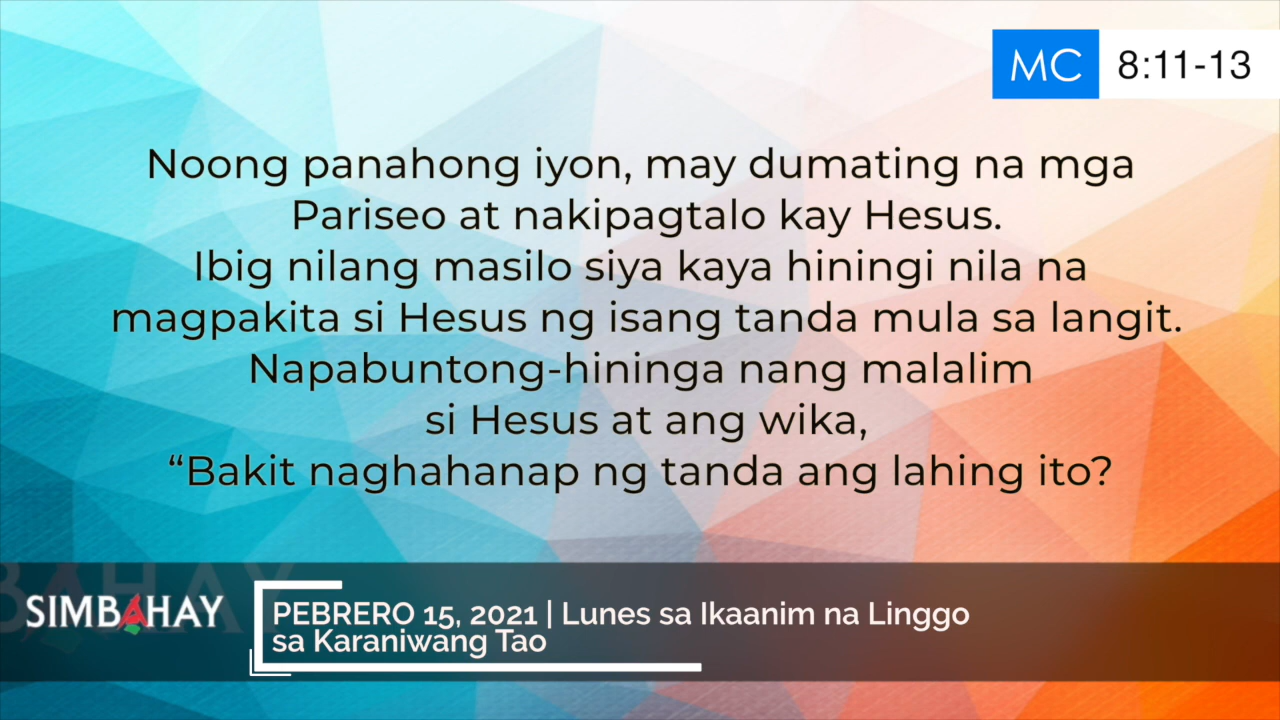 MC 8:11-13
Noong panahong iyon, may dumating na mga
Pariseo at nakipagtalo kay Hesus.
Ibig nilang masilo siya kaya hiningi nila na
magpakita si Hesus ng isang tanda mula sa langit.
Napabuntong-hininga nang malalim
si Hesus at ang wika,
“Bakit naghahanap ng tanda ang lahing ito?
SIMBAHAY
PEBRERO 15, 2021 | Lunes sa Ikaanim na Linggo
sa Karaniwang Tao